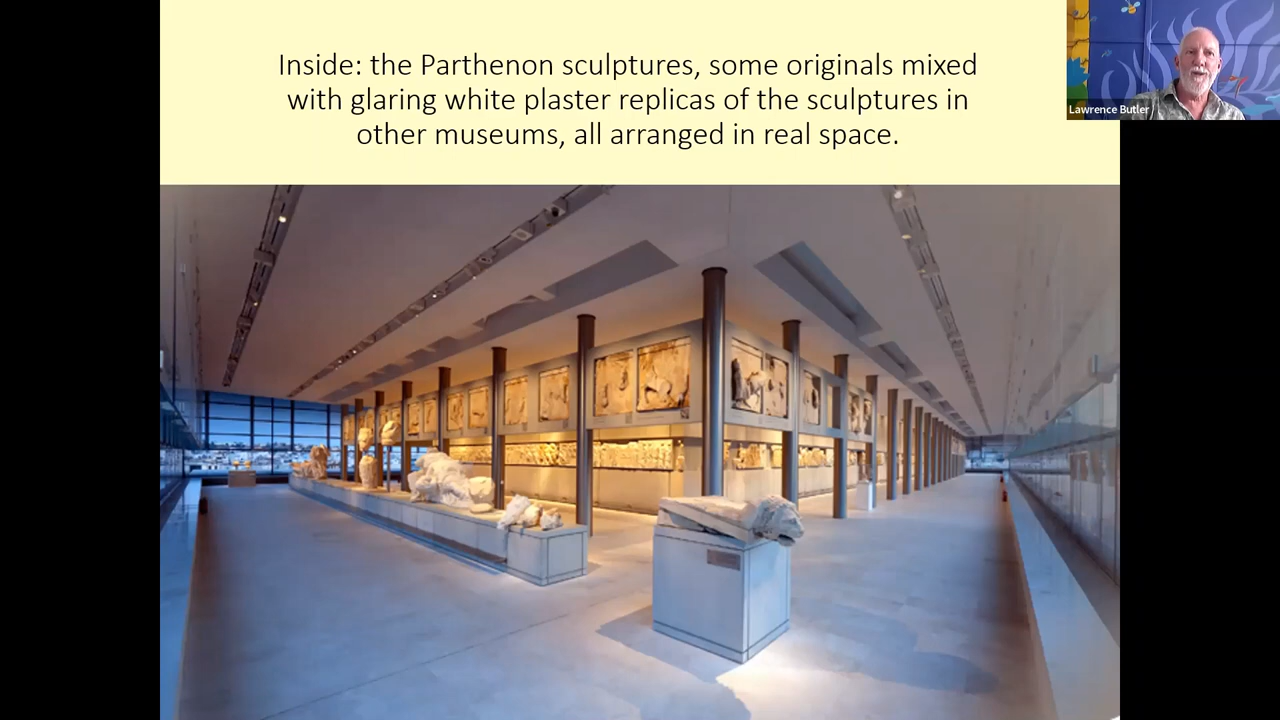 Inside: the Parthenon sculptures, some originals mixed
with glaring white plaster replicas of the sculptures in
other museums, all arranged in real space.
Lawrence Butler